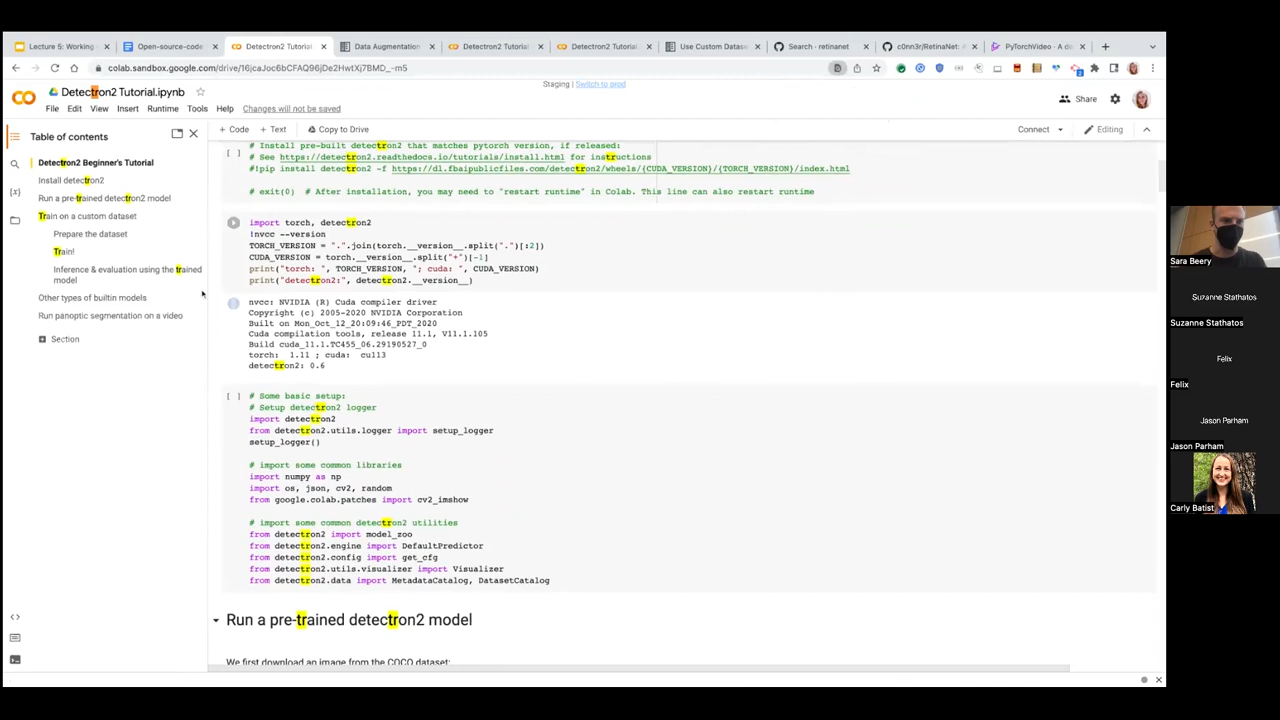 Lecture 5: Working
Open-source-code
Detectron2 Tutorial
Data Augmentation
Detectron2 Tutorial
Detectron2 Tutorial
Use Custom Datase
Search · retinanet
c0nn3r/RetinaNet: A
PyTorchVideo · A de
colab.sandbox.google.com/drive/16jcaJoc6bCFAQ96jDe2HwtXj7BMD_-m5
Staging | Switch to prod
Detectron2 Tutorial.ipynb
File Edit View Insert Runtime Tools Help Changes will not be saved
Share
+ Code + Text Copy to Drive
Connect
Editing
Table of contents
Detectron2 Beginner's Tutorial
Install detectron2
Run a pre-trained detectron2 model
Train on a custom dataset
Prepare the dataset
Train!
Inference & evaluation using the trained
model
Other types of builtin models
Run panoptic segmentation on a video
Section
# Install pre-built detectron2 that matches pytorch version, if released:
# See https://detectron2.readthedocs.io/tutorials/install.html for instructions
#!pip install detectron2 -f https://dl.fbaipublicfiles.com/detectron2/wheels/{CUDA_VERSION}/{TORCH_VERSION}/index.html
# exit(0) # After installation, you may need to "restart runtime" in Colab. This line can also restart runtime
import torch, detectron2
!nvcc --version
TORCH_VERSION = ".".join(torch.__version__.split(".")[:2])
CUDA_VERSION = torch.__version__.split("+")[-1]
print("torch: ", TORCH_VERSION, "; cuda: ", CUDA_VERSION)
print("detectron2:", detectron2.__version__)
nvcc: NVIDIA (R) Cuda compiler driver
Copyright (c) 2005-2020 NVIDIA Corporation
Built on Mon_Oct_12_20:09:46_PDT_2020
Cuda compilation tools, release 11.1, V11.1.105
Build cuda_11.1.TC455_06.29190527_0
torch: 1.11 ; cuda: cu113
detectron2: 0.6
# Some basic setup:
# Setup detectron2 logger
import detectron2
from detectron2.utils.logger import setup_logger
setup_logger()
# import some common libraries
import numpy as np
import os, json, cv2, random
from google.colab.patches import cv2_imshow
# import some common detectron2 utilities
from detectron2 import model_zoo
from detectron2.engine import DefaultPredictor
from detectron2.config import get_cfg
from detectron2.utils.visualizer import Visualizer
from detectron2.data import MetadataCatalog, DatasetCatalog
Run a pre-trained detectron2 model
We first download an image from the COCO dataset:
Sara Beery
Suzanne Stathatos
Suzanne Stathatos
Felix
Felix
Jason Parham
Jason Parham
Carly Batist